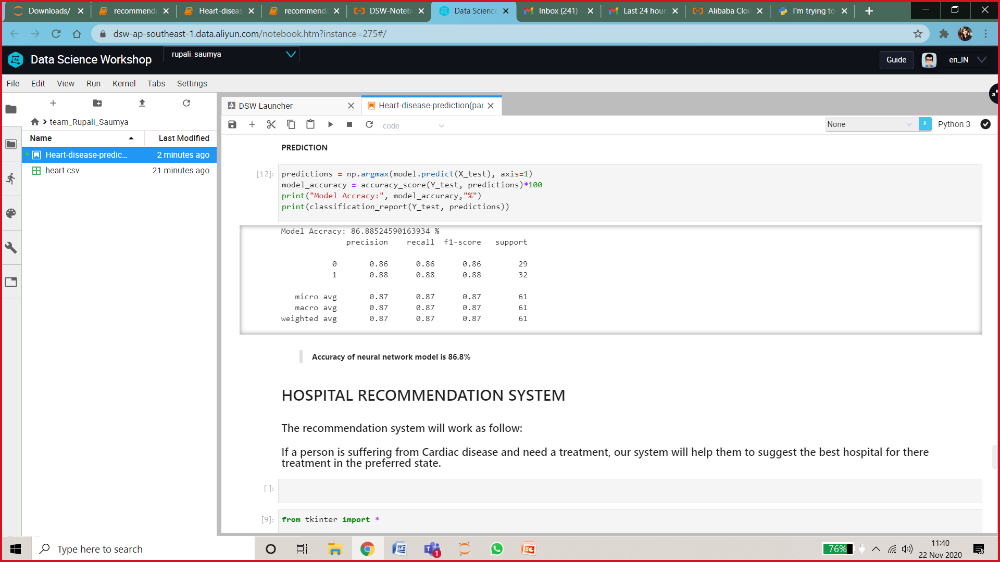 Downloads/
recommend
Heart-diseas
recommend
DSW-Noteb
Data Science
Inbox (241)
Last 24 hour
Alibaba Clou
I'm trying to
dsw-ap-southeast-1.data.aliyun.com/notebook.htm?instance=275#/
Data Science Workshop
rupali_saumya
Guide
en_IN
File Edit View Run Kernel Tabs Settings
team_Rupali_Saumya
Name Last Modified
Heart-disease-predic... 2 minutes ago
heart.csv 21 minutes ago
DSW Launcher
Heart-disease-prediction(par
code
None
+
Python 3
PREDICTION
[12]: predictions = np.argmax(model.predict(X_test), axis=1)
model_accuracy = accuracy_score(Y_test, predictions)*100
print("Model Accracy:", model_accuracy,"%")
print(classification_report(Y_test, predictions))
Model Accracy: 86.88524590163934 %
precision recall f1-score support
0 0.86 0.86 0.86 29
1 0.88 0.88 0.88 32
micro avg 0.87 0.87 0.87 61
macro avg 0.87 0.87 0.87 61
weighted avg 0.87 0.87 0.87 61
Accuracy of neural network model is 86.8%
HOSPITAL RECOMMENDATION SYSTEM
The recommendation system will work as follow:
If a person is suffering from Cardiac disease and need a treatment, our system will help them to suggest the best hospital for there
treatment in the preferred state.
[ ]:
[9]: from tkinter import *
Type here to search
1
76%
11:40
22 Nov 2020